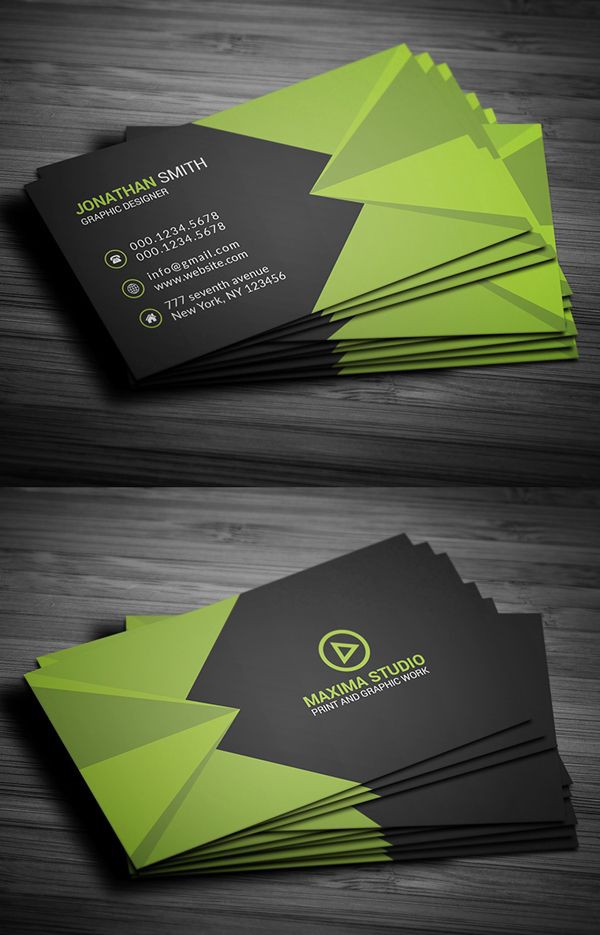 JONATHAN SMITH
GRAPHIC DESIGNER
000.1234.5678
000.1234.5678
info@gmail.com
www.website.com
777 seventh avenue
New York, NY 123456
MAXIMA STUDIO
PRINT AND GRAPHIC WORK